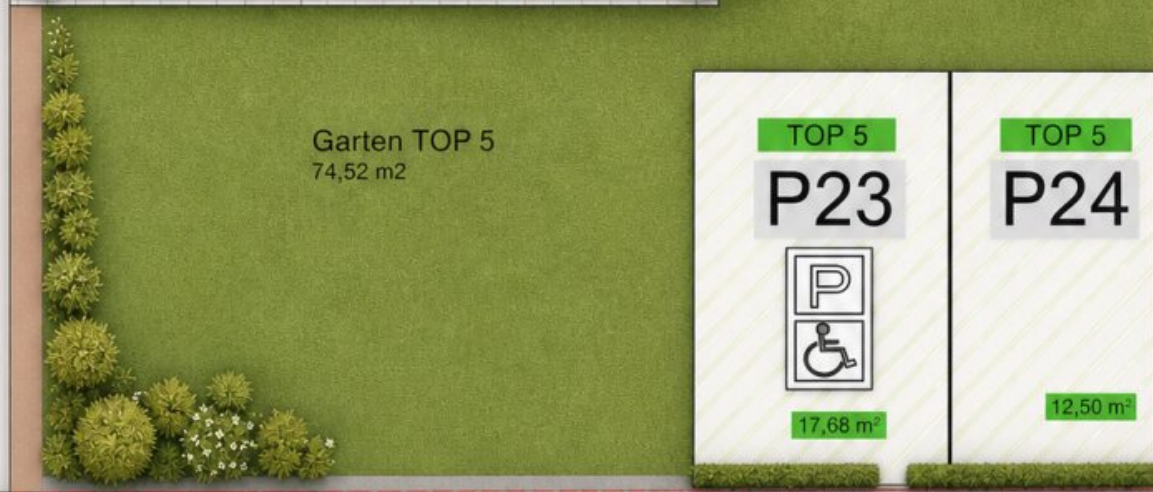 Garten TOP 5
74,52 m2
TOP 5
P23
P
17,68 m²
TOP 5
P24
12,50 m²